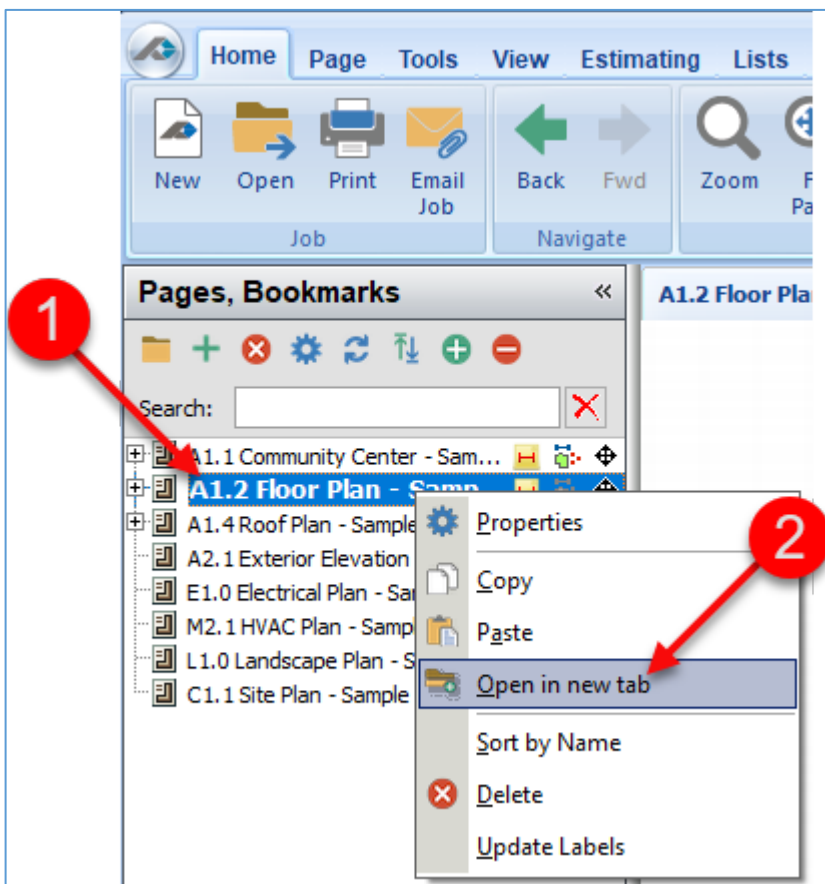 Home Page Tools View Estimating Lists
New Open Print Email Job Back Fwd Zoom
Job Navigate
Pages, Bookmarks « A1.2 Floor Pla
1
Search:
A1.1 Community Center - Sam...
A1.2 Floor Plan - Samp
A1.4 Roof Plan - Sample
A2.1 Exterior Elevation
E1.0 Electrical Plan - Sa
M2.1 HVAC Plan - Samp
L1.0 Landscape Plan - S
C1.1 Site Plan - Sample
Properties
2
Copy
Paste
Open in new tab
Sort by Name
Delete
Update Labels